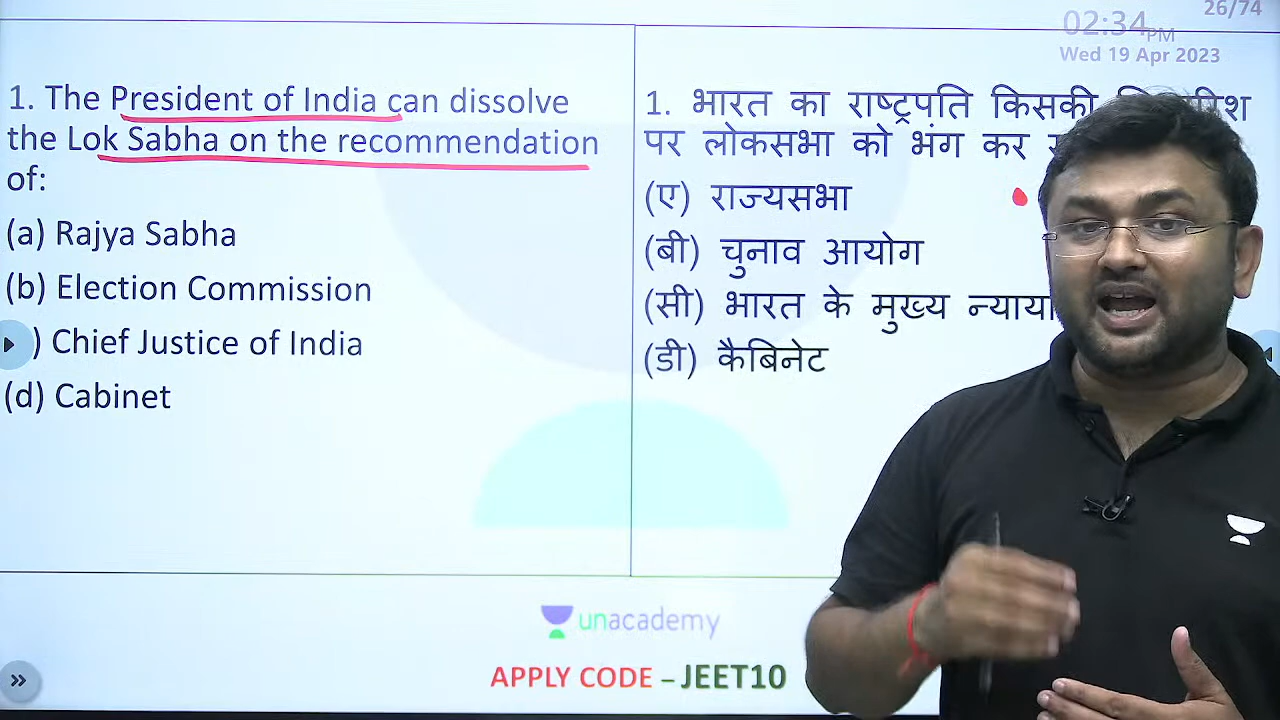 26/74
02:34 PM
Wed 19 Apr 2023
1. The President of India can dissolve
the Lok Sabha on the recommendation
of:
(a) Rajya Sabha
(b) Election Commission
) Chief Justice of India
(d) Cabinet
1. भारत का राष्ट्रपति किसकी
पर लोकसभा को भंग कर
(ए) राज्यसभा
(बी) चुनाव आयोग
(सी) भारत के मुख्य
(डी) कैबिनेट
unacademy
APPLY CODE – JEET10